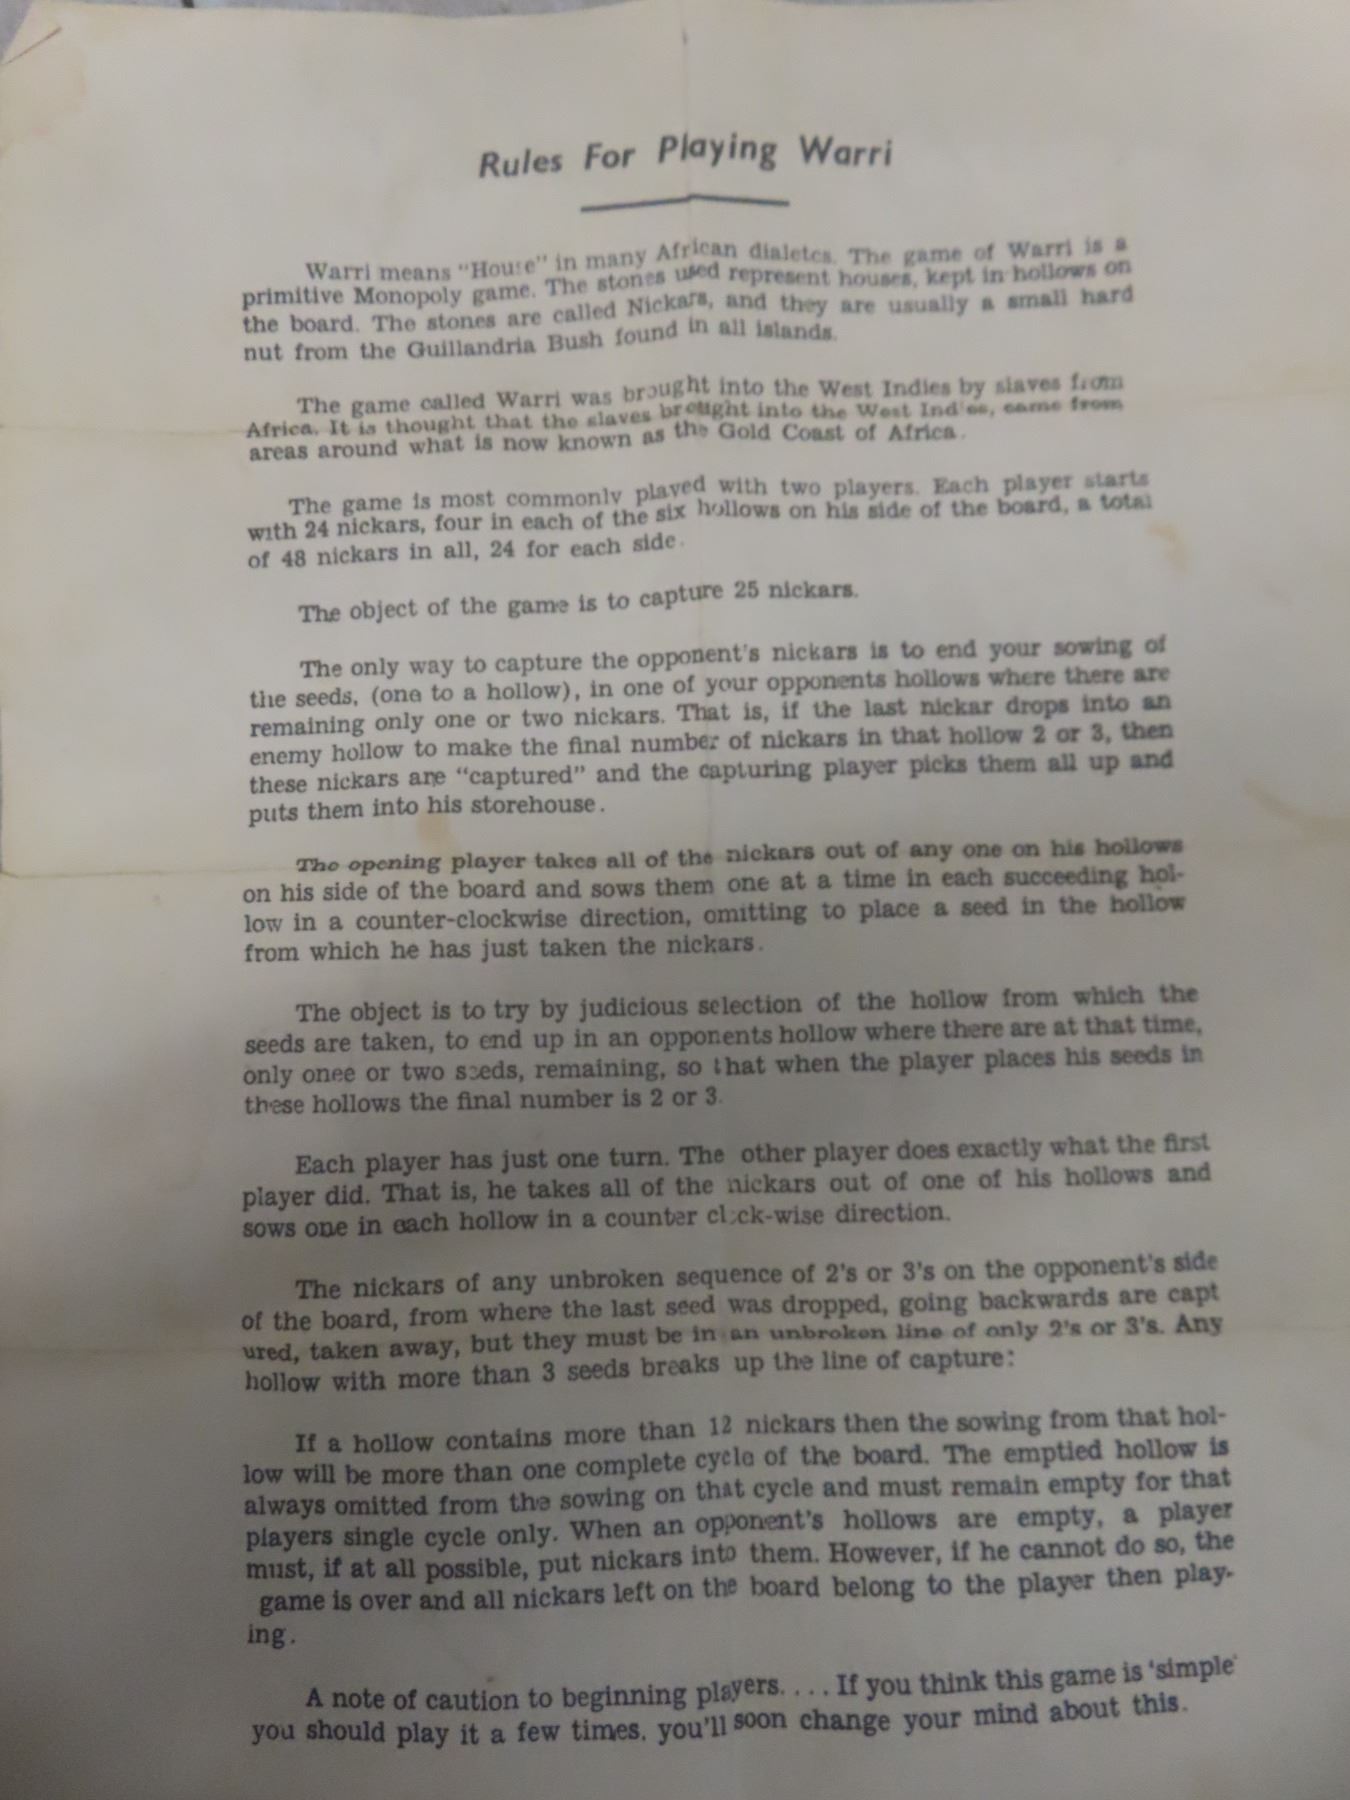 Rules For Playing Warri
Warri means "House" in many African dialetcs. The game of Warri is a
primitive Monopoly game. The stones used represent houses, kept in hollows on
the board. The stones are called Nickars, and they are usually a small hard
nut from the Guillandria Bush found in all islands.
The game called Warri was brought into the West Indies by slaves from
Africa. It is thought that the slaves brought into the West Indies, came from
areas around what is now known as the Gold Coast of Africa.
The game is most commonly played with two players. Each player starts
with 24 nickars, four in each of the six hollows on his side of the board, a total
of 48 nickars in all, 24 for each side.
The object of the game is to capture 25 nickars.
The only way to capture the opponent's nickars is to end your sowing of
the seeds, (one to a hollow), in one of your opponents hollows where there are
remaining only one or two nickars. That is, if the last nickar drops into an
enemy hollow to make the final number of nickars in that hollow 2 or 3, then
these nickars are "captured" and the capturing player picks them all up and
puts them into his storehouse.
The opening player takes all of the nickars out of any one on his hollows
on his side of the board and sows them one at a time in each succeeding hol-
low in a counter-clockwise direction, omitting to place a seed in the hollow
from which he has just taken the nickars.
The object is to try by judicious selection of the hollow from which the
seeds are taken, to end up in an opponents hollow where there are at that time,
only onee or two seeds, remaining, so that when the player places his seeds in
these hollows the final number is 2 or 3.
Each player has just one turn. The other player does exactly what the first
player did. That is, he takes all of the nickars out of one of his hollows and
sows one in each hollow in a counter clock-wise direction.
The nickars of any unbroken sequence of 2's or 3's on the opponent's side
of the board, from where the last seed was dropped, going backwards are capt
ured, taken away, but they must be in an unbroken line of only 2's or 3's. Any
hollow with more than 3 seeds breaks up the line of capture:
If a hollow contains more than 12 nickars then the sowing from that hol-
low will be more than one complete cycle of the board. The emptied hollow is
always omitted from the sowing on that cycle and must remain empty for that
players single cycle only. When an opponent's hollows are empty, a player
must, if at all possible, put nickars into them. However, if he cannot do so, the
game is over and all nickars left on the board belong to the player then play-
ing.
A note of caution to beginning players. . . . If you think this game is 'simple'
you should play it a few times. you'll soon change your mind about this.